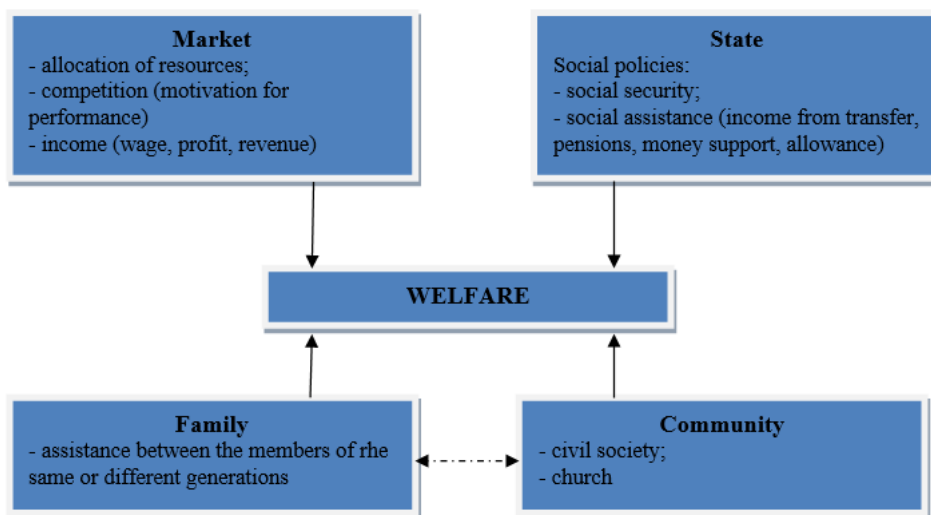 Market
- allocation of resources;
- competition (motivation for
performance)
- income (wage, profit, revenue)
State
Social policies:
- social security;
- social assistance (income from transfer,
pensions, money support, allowance)
WELFARE
Family
- assistance between the members of rhe
same or different generations
Community
- civil society;
- church